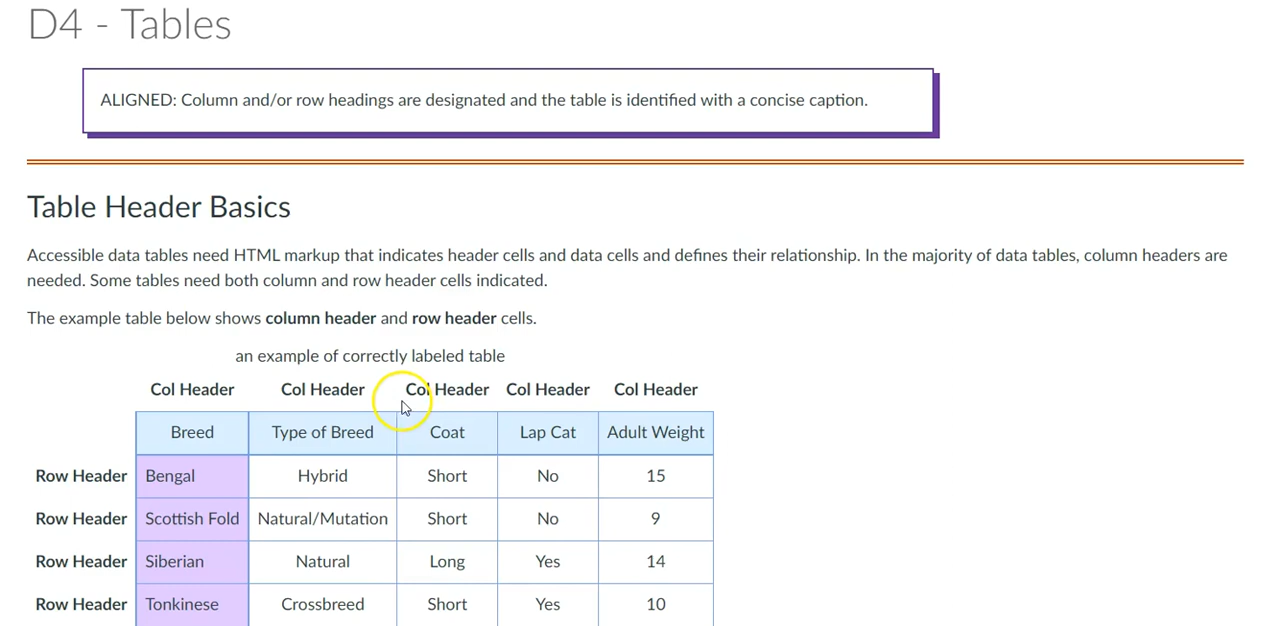 D4 - Tables
ALIGNED: Column and/or row headings are designated and the table is identified with a concise caption.
Table Header Basics
Accessible data tables need HTML markup that indicates header cells and data cells and defines their relationship. In the majority of data tables, column headers are
needed. Some tables need both column and row header cells indicated.
The example table below shows column header and row header cells.
an example of correctly labeled table
Col Header Col Header Col Header Col Header Col Header
Breed Type of Breed Coat Lap Cat Adult Weight
Row Header Bengal Hybrid Short No 15
Row Header Scottish Fold Natural/Mutation Short No 9
Row Header Siberian Natural Long Yes 14
Row Header Tonkinese Crossbreed Short Yes 10